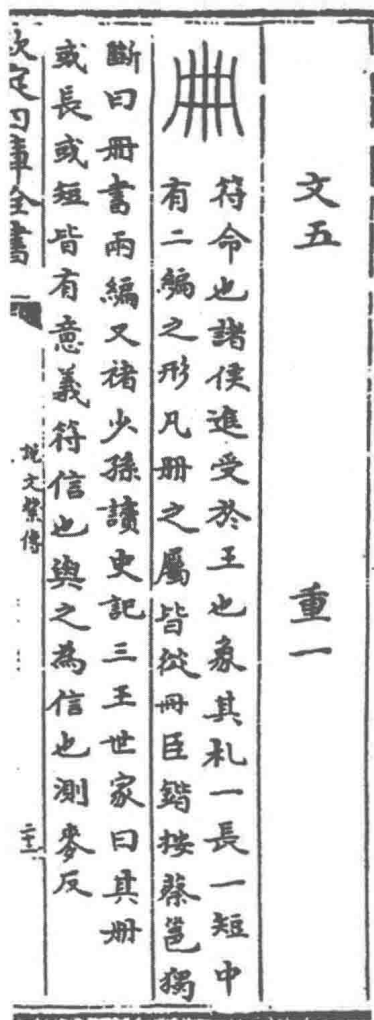 文五 重一
符命也諸侯進受於王也象其札一長一短中
有二編之形凡冊之屬皆從冊臣鍇按蔡邕獨
斷曰冊書兩編又褚少孫讀史記三王世家曰其冊
或長或短皆有意義符信也與之為信也測麥反
欽定四庫全書
說文繫傳